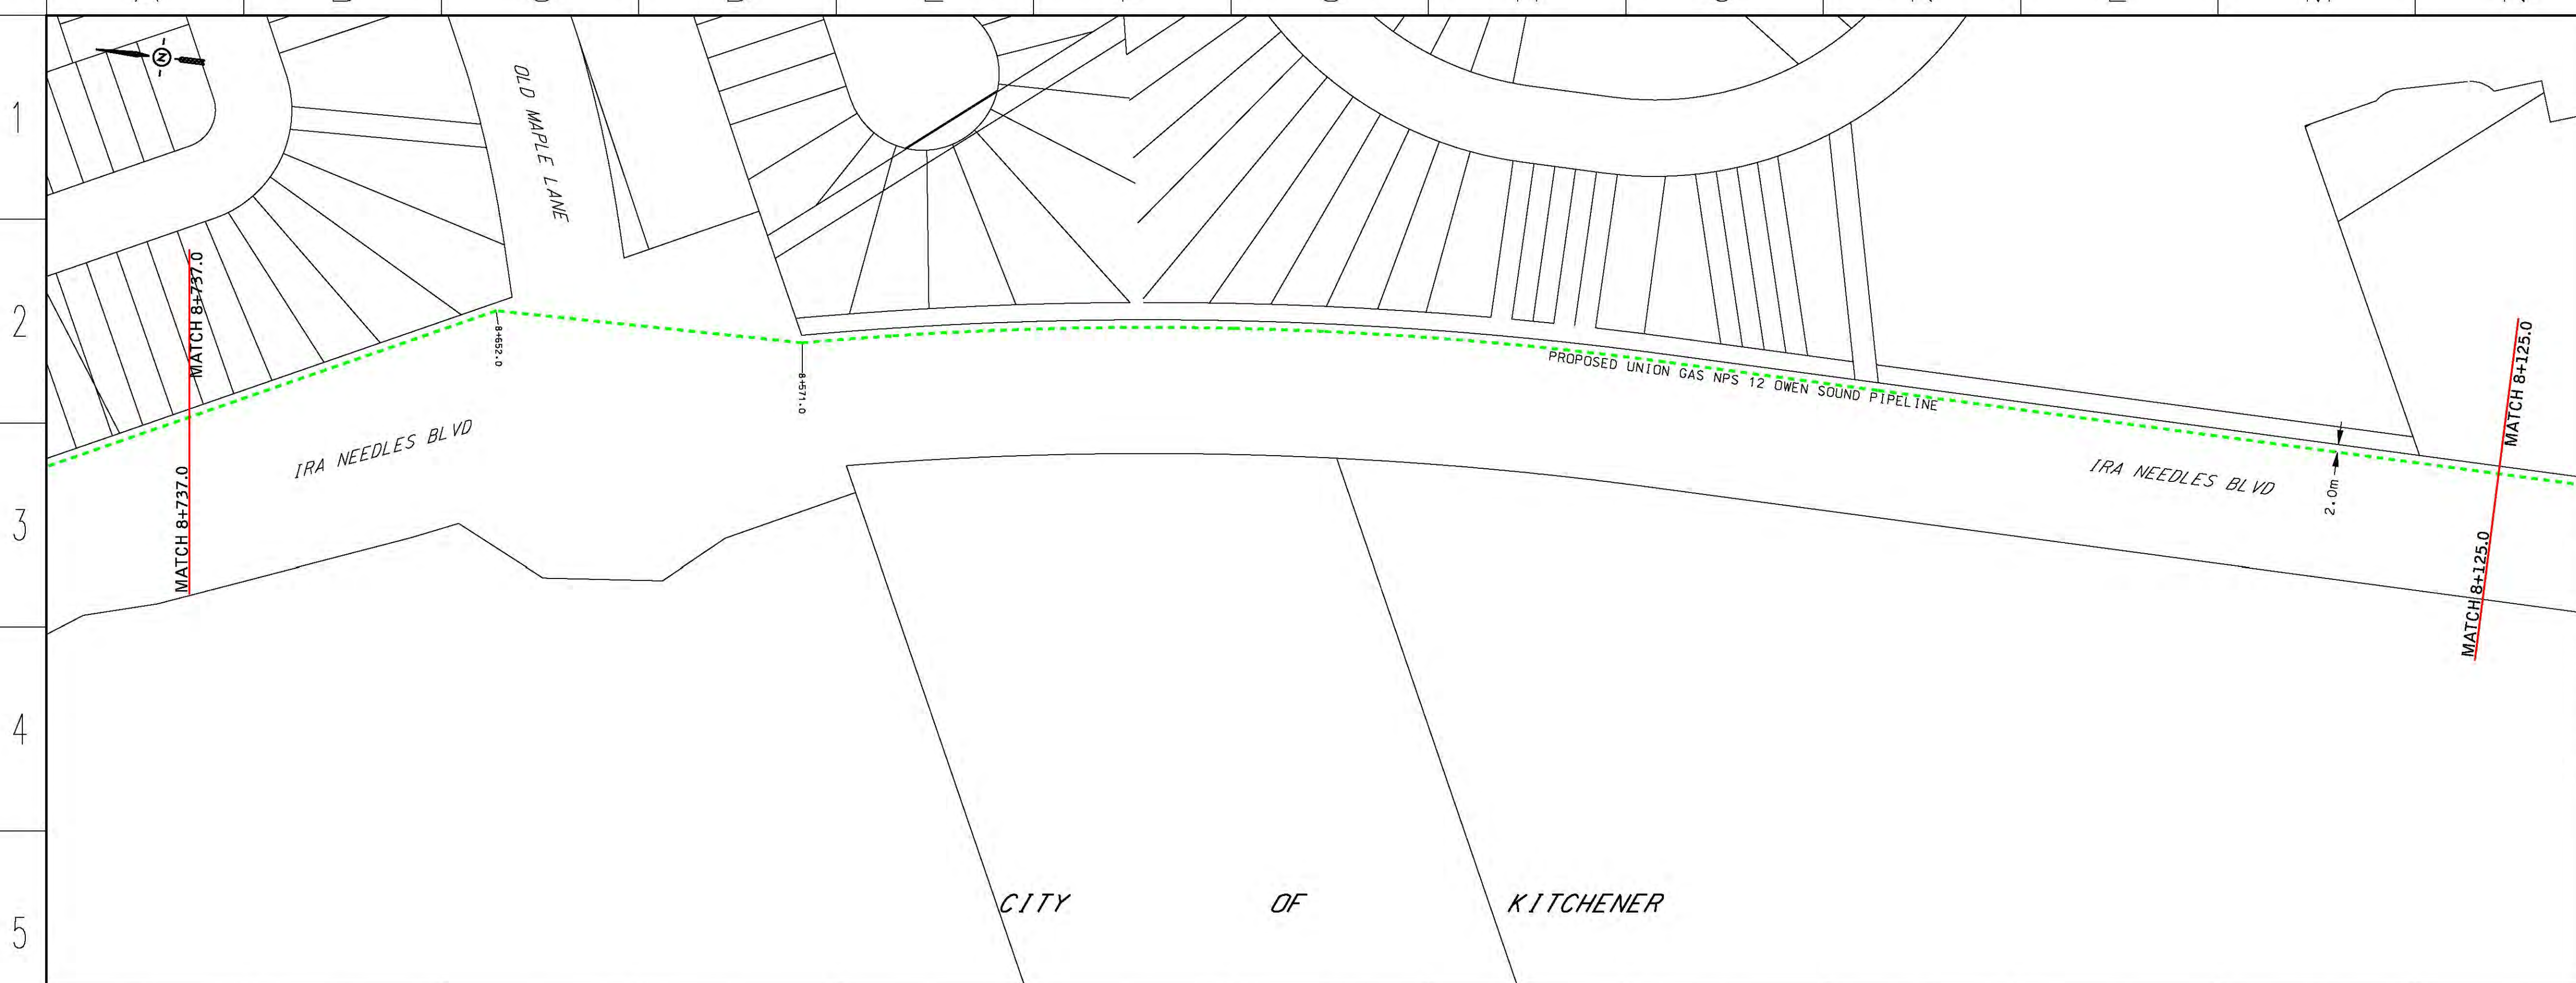 1
N
OLD MAPLE LANE
2
MATCH 8+737.0
8+652.0
8+571.0
PROPOSED UNION GAS NPS 12 OWEN SOUND PIPELINE
MATCH 8+125.0
IRA NEEDLES BLVD
IRA NEEDLES BLVD
2.0m
3
MATCH 8+737.0
MATCH 8+125.0
4
CITY OF KITCHENER
5